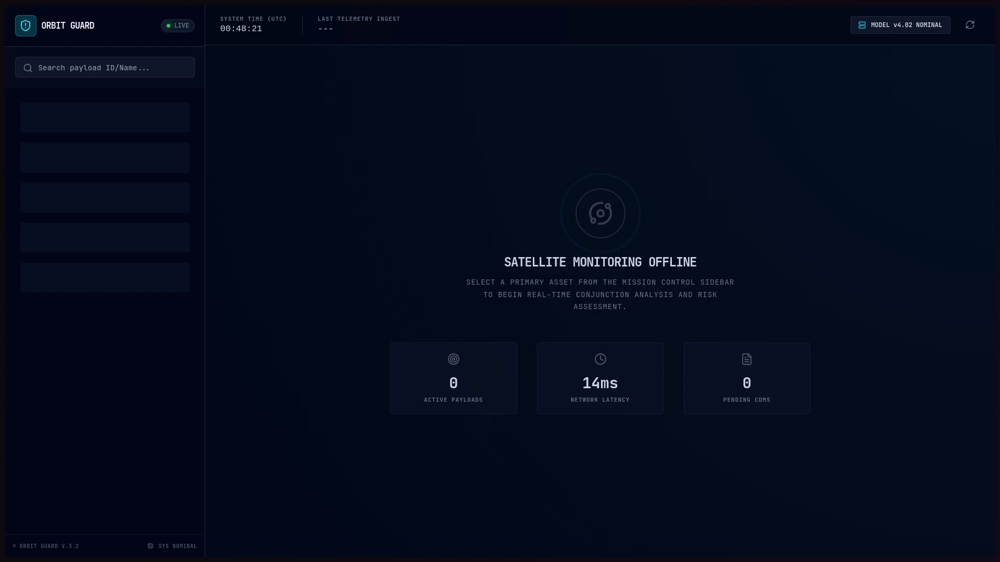 ORBIT GUARD
LIVE
Search payload ID/Name...
© ORBIT GUARD V.3.2
SYS NOMINAL
SYSTEM TIME (UTC)
00:48:21
LAST TELEMETRY INGEST
---
MODEL v4.02 NOMINAL
SATELLITE MONITORING OFFLINE
SELECT A PRIMARY ASSET FROM THE MISSION CONTROL SIDEBAR
TO BEGIN REAL-TIME CONJUNCTION ANALYSIS AND RISK
ASSESSMENT.
0
ACTIVE PAYLOADS
14ms
NETWORK LATENCY
0
PENDING CDMS